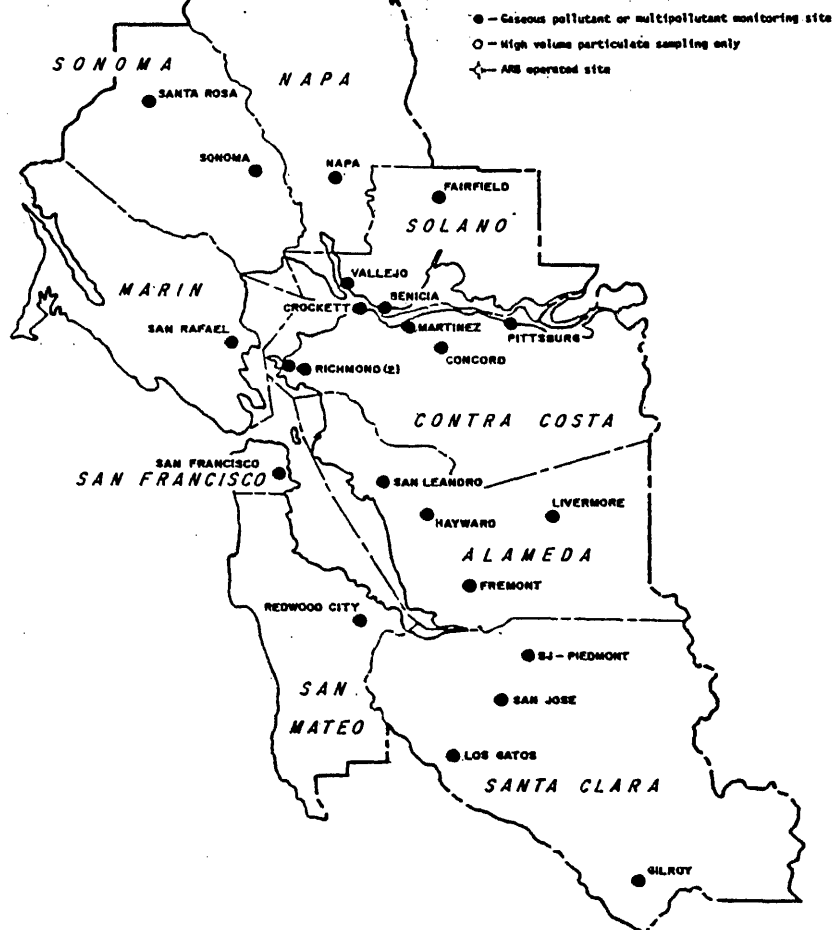 ● - Gaseous pollutant or multipollutant monitoring site
○ - High volume particulate sampling only
- ARB operated site
SONOMA
NAPA
SANTA ROSA
SONOMA
NAPA
FAIRFIELD
SOLANO
VALLEJO
MARIN
BENICIA
CROCKETT
SAN RAFAEL
MARTINEZ
PITTSBURG
CONCORD
RICHMOND (2)
CONTRA COSTA
SAN FRANCISCO
SAN FRANCISCO
SAN LEANDRO
LIVERMORE
HAYWARD
ALAMEDA
FREMONT
REDWOOD CITY
SJ - PIEDMONT
SAN
MATEO
SAN JOSE
LOS GATOS
SANTA CLARA
GILROY